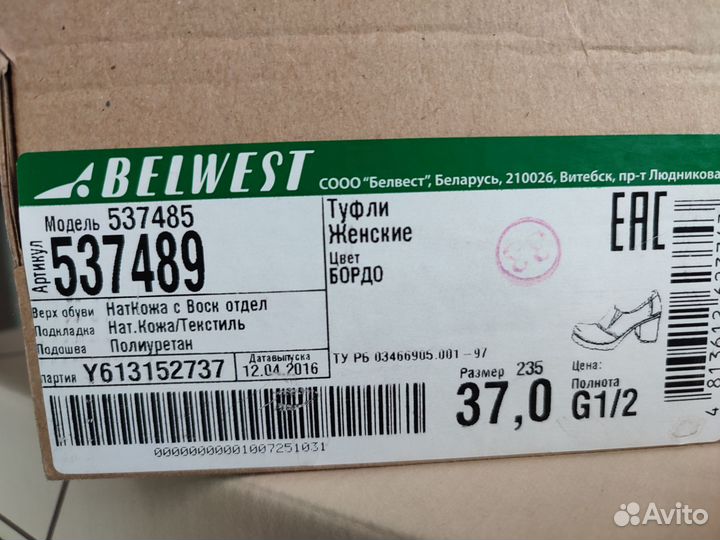 BELWEST
СООО "Белвест", Беларусь, 210026, Витебск, пр-т Людникова
Модель 537485
Артикул
537489
Туфли
Женские
Цвет
БОРДО
EAC
Верх обуви НатКожа с Воск отдел
Подкладка Нат.Кожа/Текстиль
Подошва Полиуретан
партия Y613152737
Дата выпуска
12.04.2016
ТУ РБ 03466905.001-97
Размер 235
37,0
Цена:
Полнота
G1/2
00000000001007251031
Avito